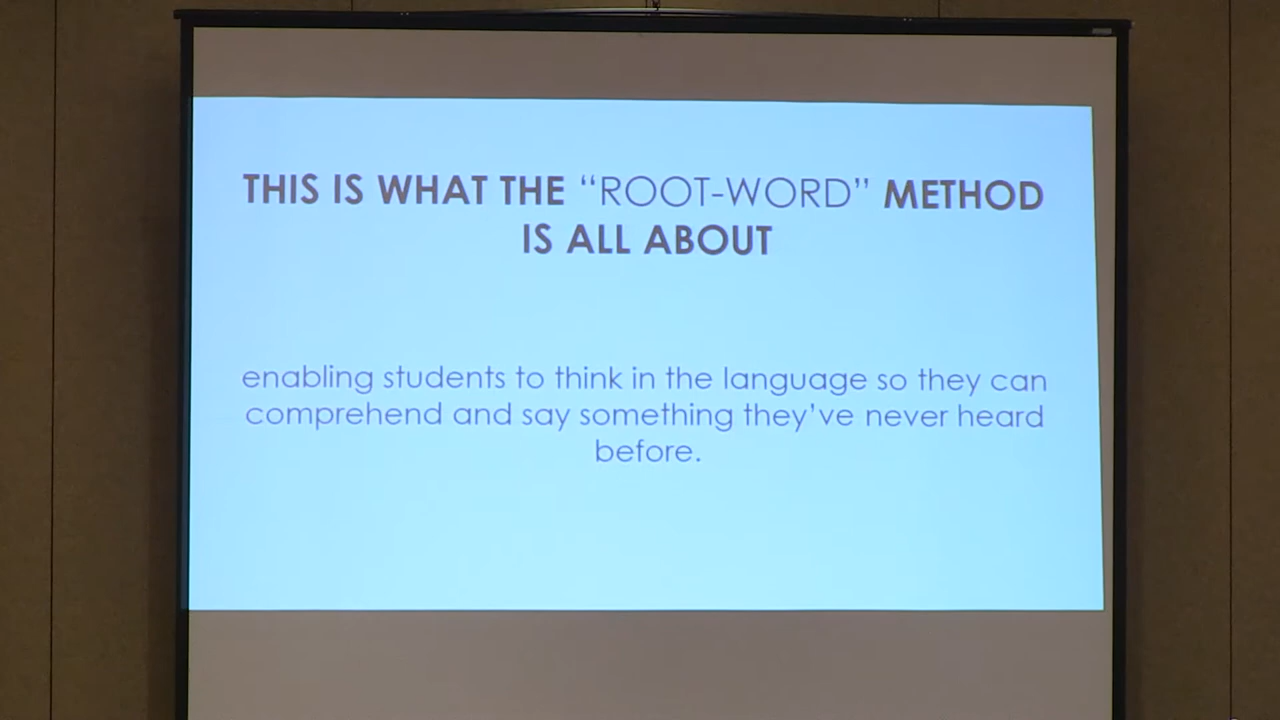 THIS IS WHAT THE “ROOT-WORD” METHOD
IS ALL ABOUT
enabling students to think in the language so they can
comprehend and say something they’ve never heard
before.